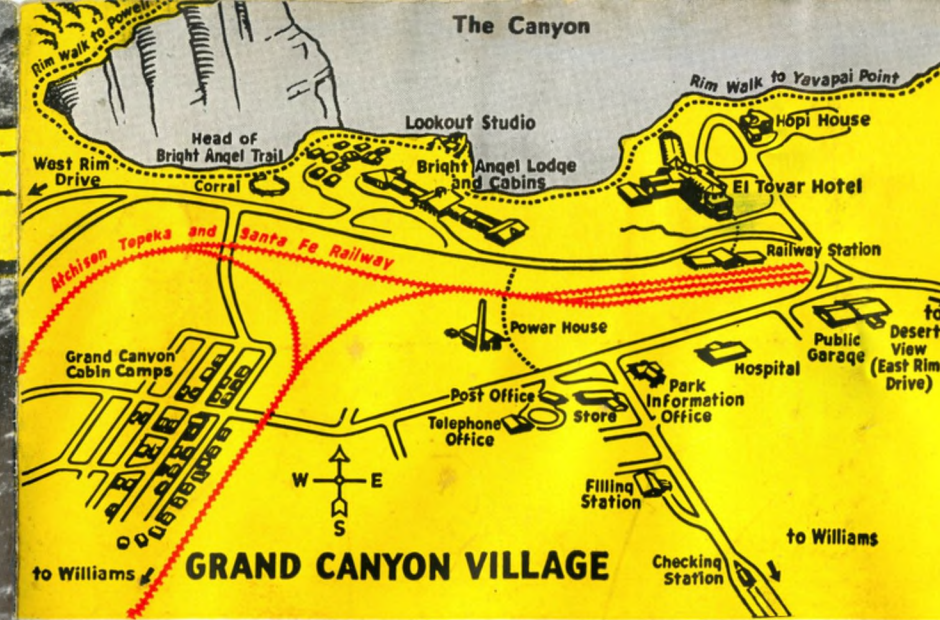 The Canyon
Rim Walk to Powell
Rim Walk to Yavapai Point
Hopi House
Lookout Studio
Head of
Bright Angel Trail
West Rim
Drive
Corral
Bright Angel Lodge
and Cabins
El Tovar Hotel
Atchison Topeka and Santa Fe Railway
Railway Station
Power House
to
Desert
View
(East Rim
Drive)
Public
Garage
Hospital
Grand Canyon
Cabin Camps
Park
Information
Office
Post Office
Store
Telephone
Office
W E
S
Filling
Station
to Williams
Checking
Station
to Williams
GRAND CANYON VILLAGE